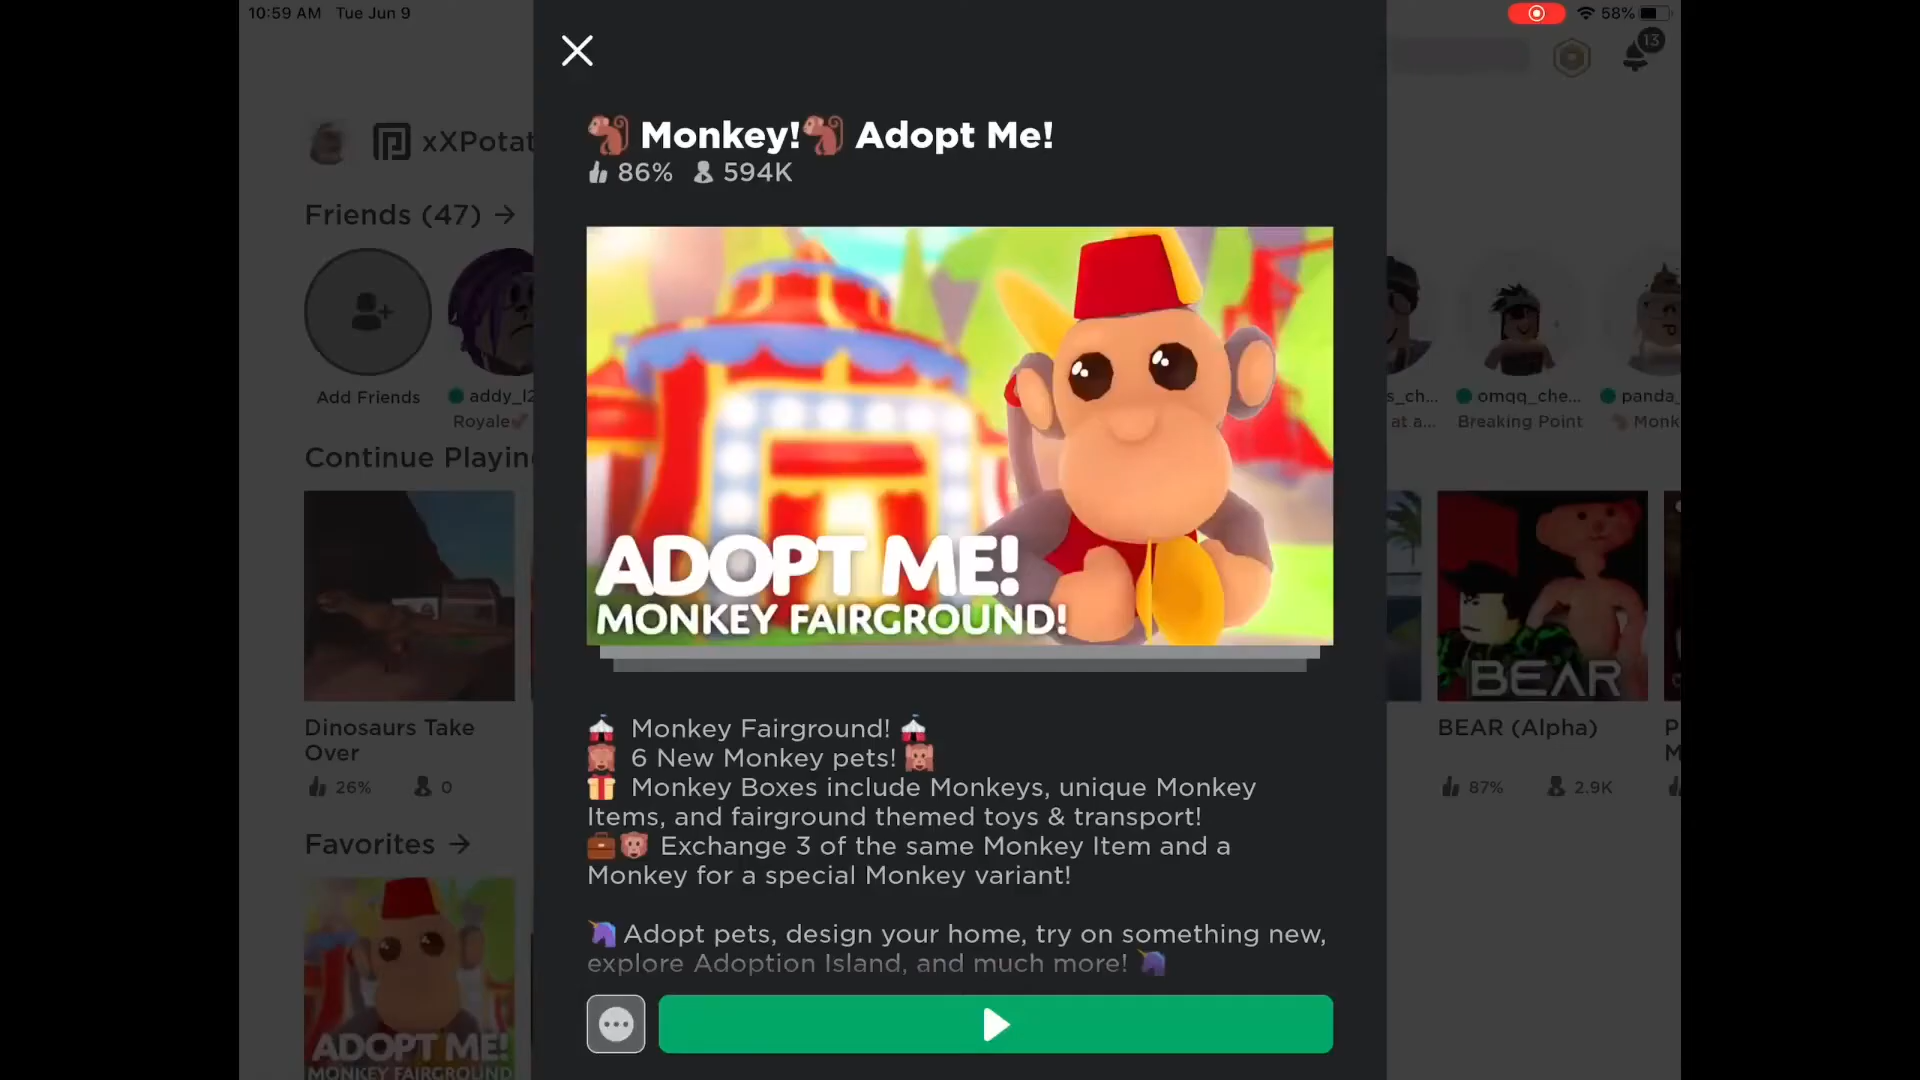 10:59 AM Tue Jun 9
58%
13
xXPotat
Friends (47) →
Add Friends
addy_l2
Royale
s_ch...
at a...
omqq_che...
Breaking Point
panda_
Monk
Continue Playin
Dinosaurs Take
Over
26% 0
Favorites →
ADOPT ME!
MONKEY FAIRGROUND
Monkey! Adopt Me!
86% 594K
ADOPT ME!
MONKEY FAIRGROUND!
Monkey Fairground!
6 New Monkey pets!
Monkey Boxes include Monkeys, unique Monkey
Items, and fairground themed toys & transport!
Exchange 3 of the same Monkey Item and a
Monkey for a special Monkey variant!
Adopt pets, design your home, try on something new,
explore Adoption Island, and much more!
BEAR
BEAR (Alpha)
87% 2.9K
P
M